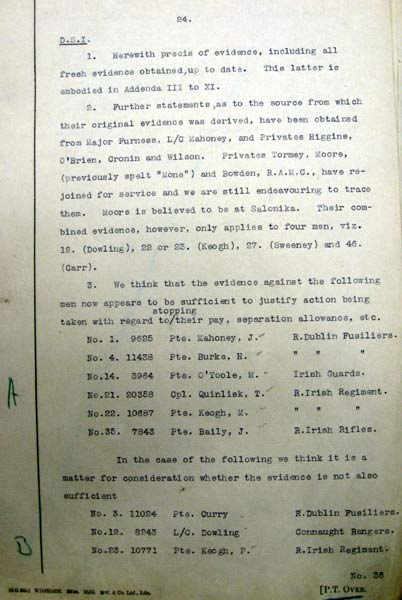 24.
D.S.I.
1. Herewith precis of evidence, including all
fresh evidence obtained,up to date. This latter is
embodied in Addenda III to XI.
2. Further statements,as to the source from which
their original evidence was derived, have been obtained
from Major Furness, L/C Mahoney, and Privates Higgins,
O'Brien, Cronin and Wilson. Privates Tormey, Moore,
(previously spelt "Mone") and Bowden, R.A.M.C., have re-
joined for service and we are still endeavouring to trace
them. Moore is believed to be at Salonika. Their com-
bined evidence, however, only applies to four men, viz.
12. (Dowling), 22 or 23. (Keogh), 27. (Sweeney) and 46.
(Carr).
3. We think that the evidence against the following
men now appears to be sufficient to justify action being
stopping
taken with regard to/their pay, separation allowance, etc.
No. 1. 9625 Pte. Mahoney, J. R.Dublin Fusiliers.
No. 4. 11438 Pte. Burke, H. " " "
No.14. 3964 Pte. O'Toole, M. Irish Guards.
No.21. 20358 Cpl. Quinlisk, T. R.Irish Regiment.
A
No.22. 10687 Pte. Keogh, M. " " "
No.35. 7843 Pte. Baily, J. R.Irish Rifles.
In the case of the following we think it is a
matter for consideration whether the evidence is not also
sufficient
No. 3. 11024 Pte. Curry R.Dublin Fusiliers.
No.12. 8243 L/C. Dowling Connaught Rangers.
B
No.23. 10771 Pte. Keogh, P. R.Irish Regiment.
No. 36
[P.T. OVER.